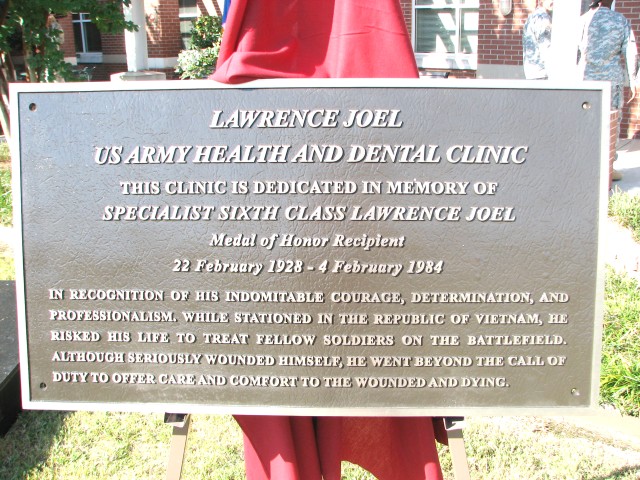 LAWRENCE JOEL
US ARMY HEALTH AND DENTAL CLINIC
THIS CLINIC IS DEDICATED IN MEMORY OF
SPECIALIST SIXTH CLASS LAWRENCE JOEL
Medal of Honor Recipient
22 February 1928 - 4 February 1984
IN RECOGNITION OF HIS INDOMITABLE COURAGE, DETERMINATION, AND
PROFESSIONALISM. WHILE STATIONED IN THE REPUBLIC OF VIETNAM, HE
RISKED HIS LIFE TO TREAT FELLOW SOLDIERS ON THE BATTLEFIELD.
ALTHOUGH SERIOUSLY WOUNDED HIMSELF, HE WENT BEYOND THE CALL OF
DUTY TO OFFER CARE AND COMFORT TO THE WOUNDED AND DYING.